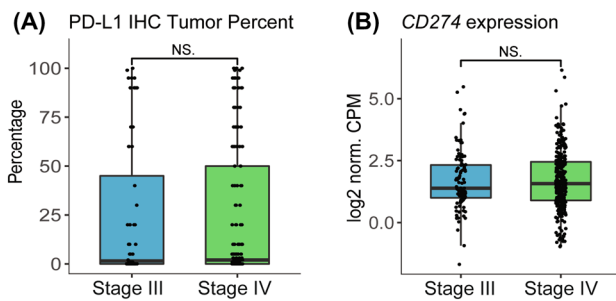 (A) PD-L1 IHC Tumor Percent
NS.
Percentage
100
75
50
25
0
Stage III Stage IV
(B) CD274 expression
NS.
log2 norm. CPM
5.0
2.5
0.0
Stage III Stage IV